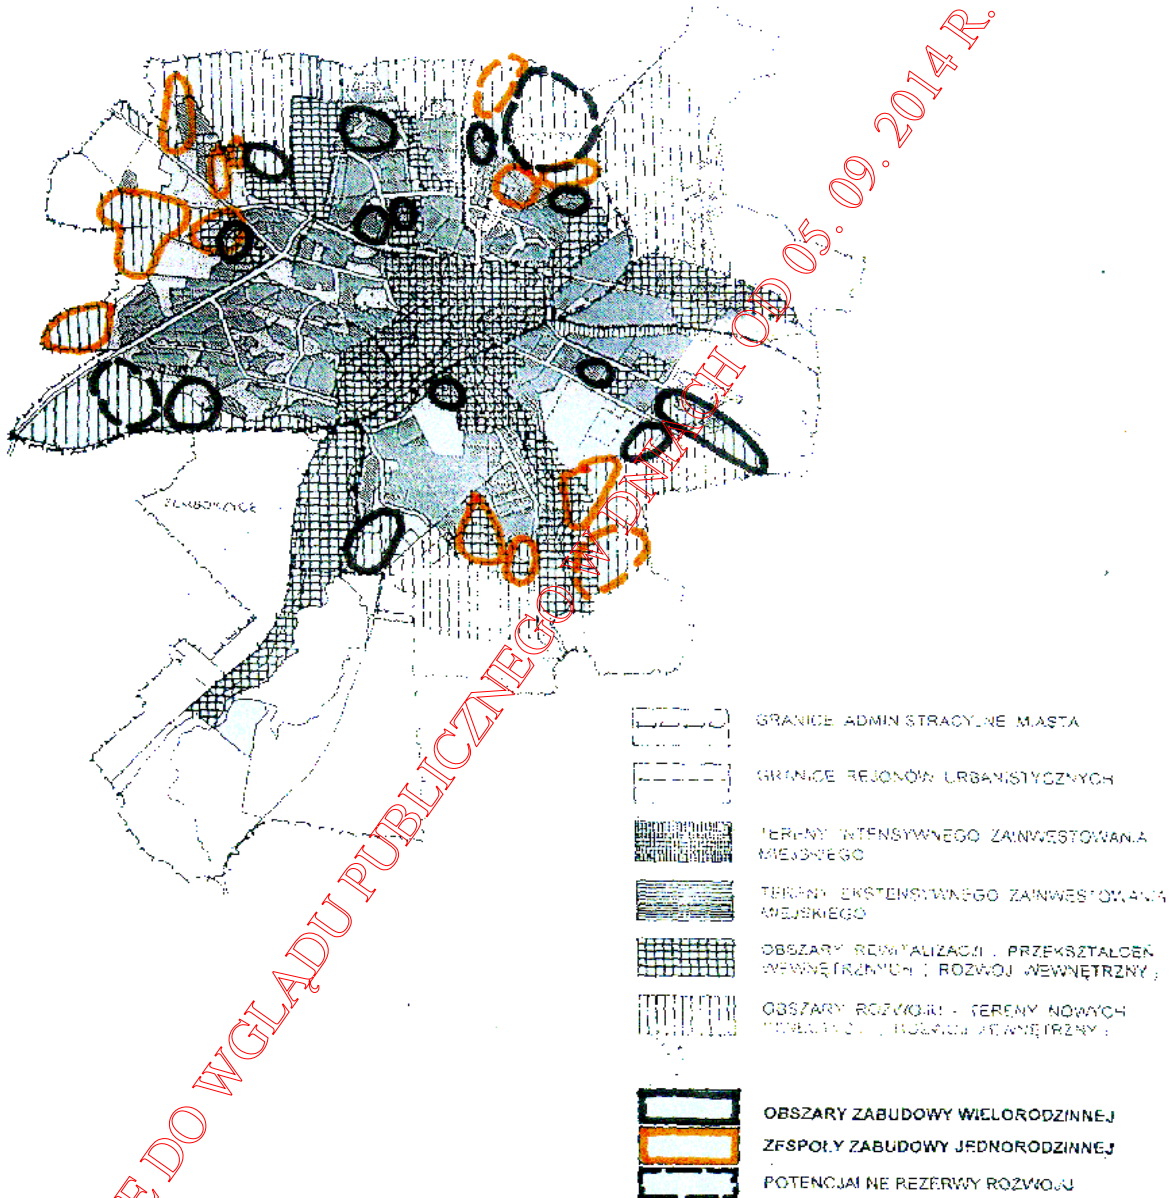 E DO WGLĄDU PUBLICZNEGO W DNIACH OD 05. 09. 2014 R.
GRANICE ADMINISTRACYJNE MIASTA
GRANICE REJONÓW URBANISTYCZNYCH
TERENY INTENSYWNEGO ZAINWESTOWANIA
MIEJSKIEGO
TERENY EKSTENSYWNEGO ZAINWESTOWANIA
MIEJSKIEGO
OBSZARY REWITALIZACJI, PRZEKSZTAŁCEŃ
WEWNĘTRZNYCH ( ROZWÓJ WEWNĘTRZNY )
OBSZARY ROZWOJU - TERENY NOWYCH
ZEWNĘTRZNY )
OBSZARY ZABUDOWY WIELORODZINNEJ
ZESPOŁY ZABUDOWY JEDNORODZINNEJ
POTENCJALNE REZERWY ROZWOJU